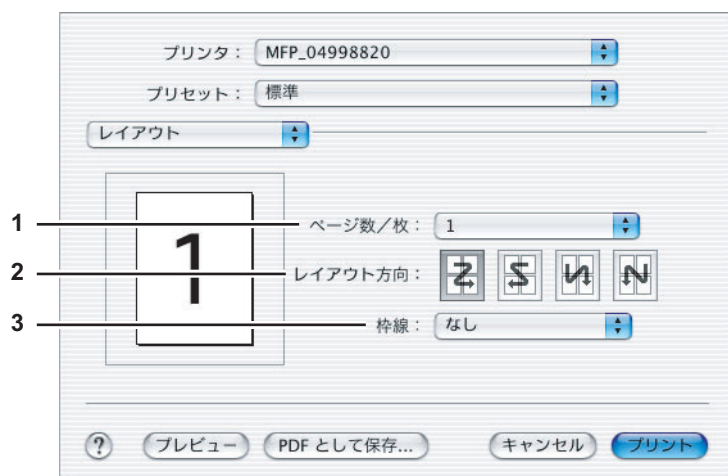 プリンタ： MFP_04998820
プリセット： 標準
レイアウト
1
1 ページ数／枚： 1
2 レイアウト方向：
3 枠線： なし
? プレビュー PDF として保存... キャンセル プリント